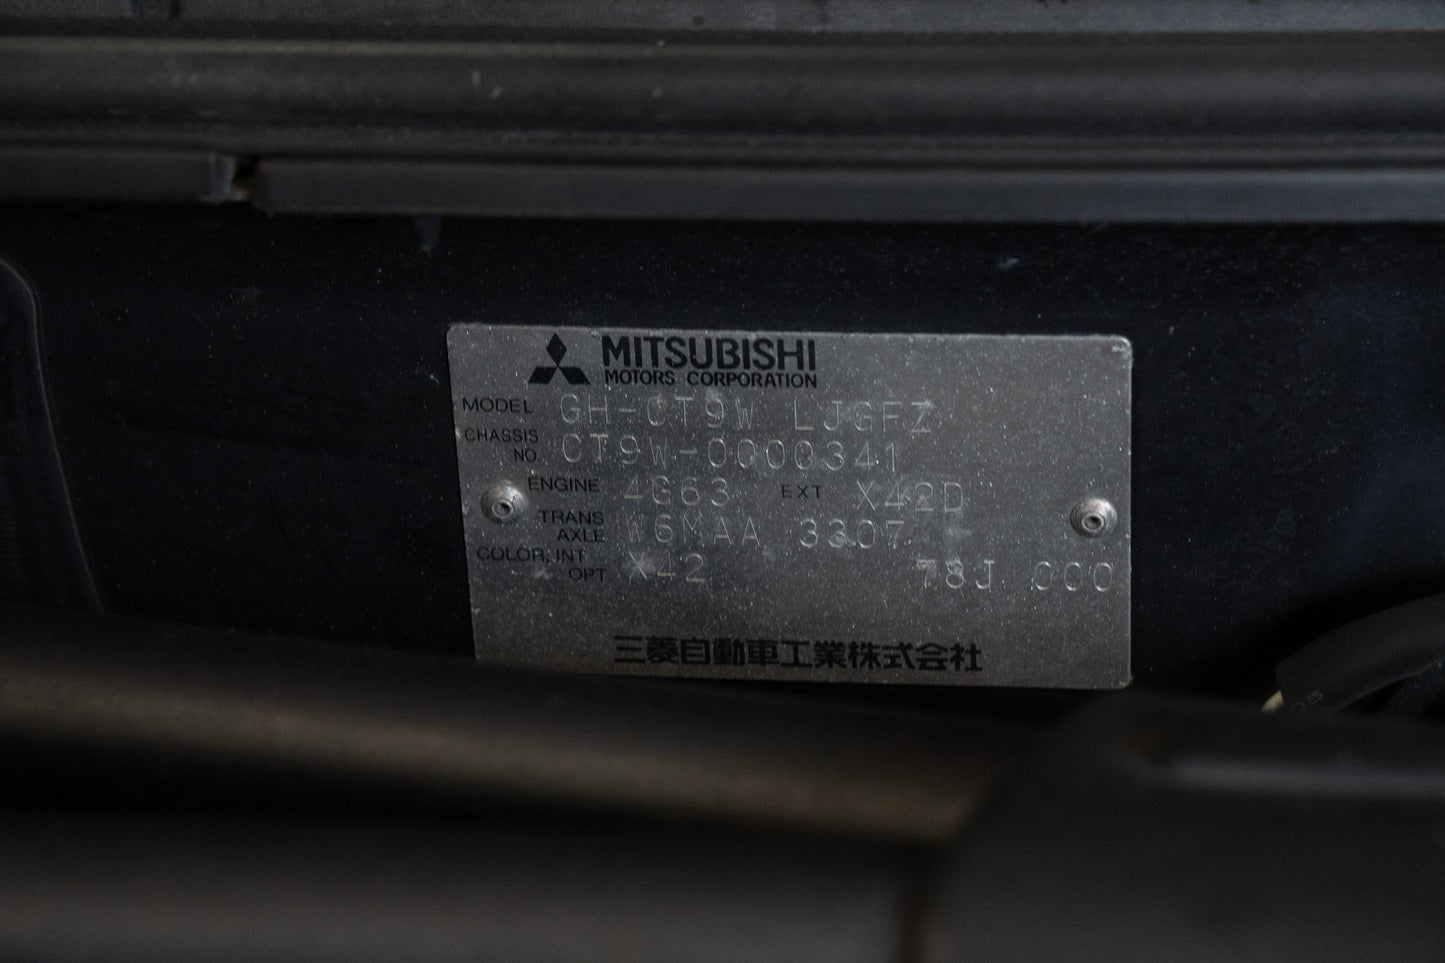 MITSUBISHI
MOTORS CORPORATION
MODEL GH-CT9W LJGFZ
CHASSIS NO. CT9W-0000341
ENGINE 4G63 EXT X42D
TRANS AXLE W6MAA 3307
COLOR, INT OPT X42 78J 000
三菱自動車工業株式会社